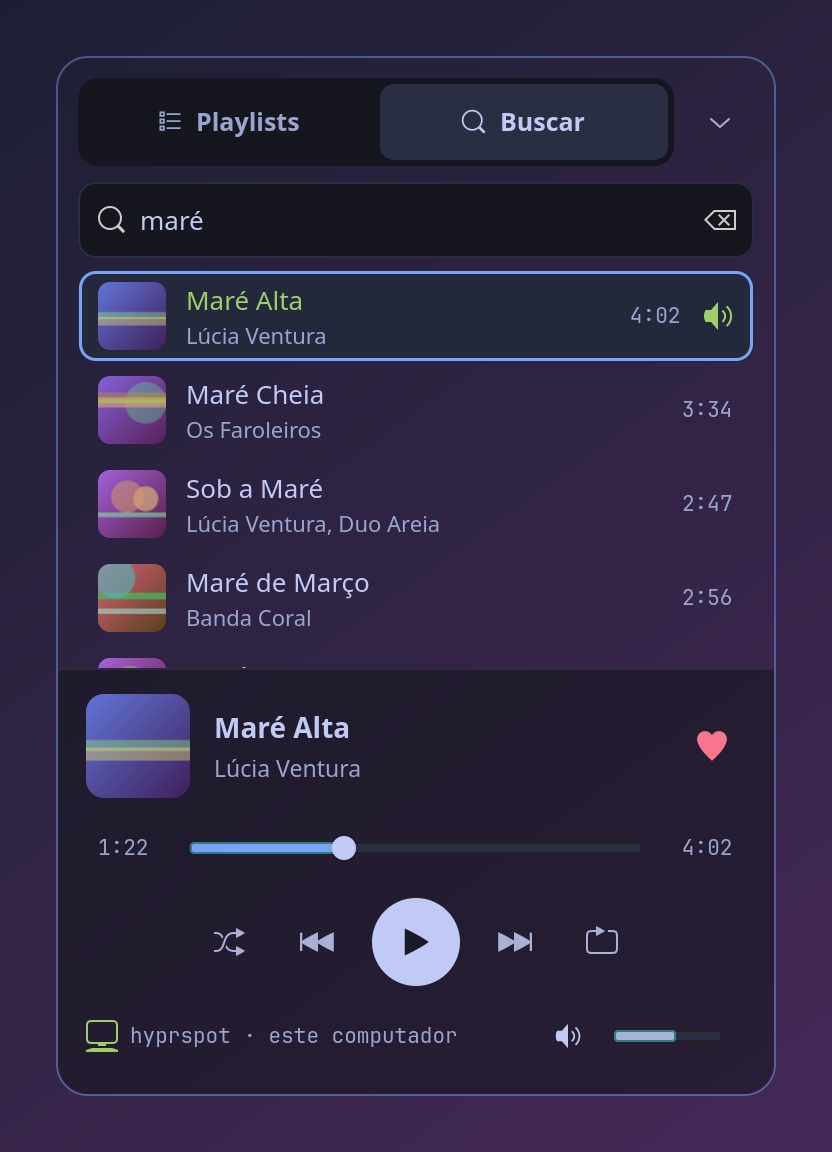 Playlists
Buscar
maré
Maré Alta
Lúcia Ventura
4:02
Maré Cheia
Os Faroleiros
3:34
Sob a Maré
Lúcia Ventura, Duo Areia
2:47
Maré de Março
Banda Coral
2:56
Maré Alta
Lúcia Ventura
1:22
4:02
hyprspot · este computador